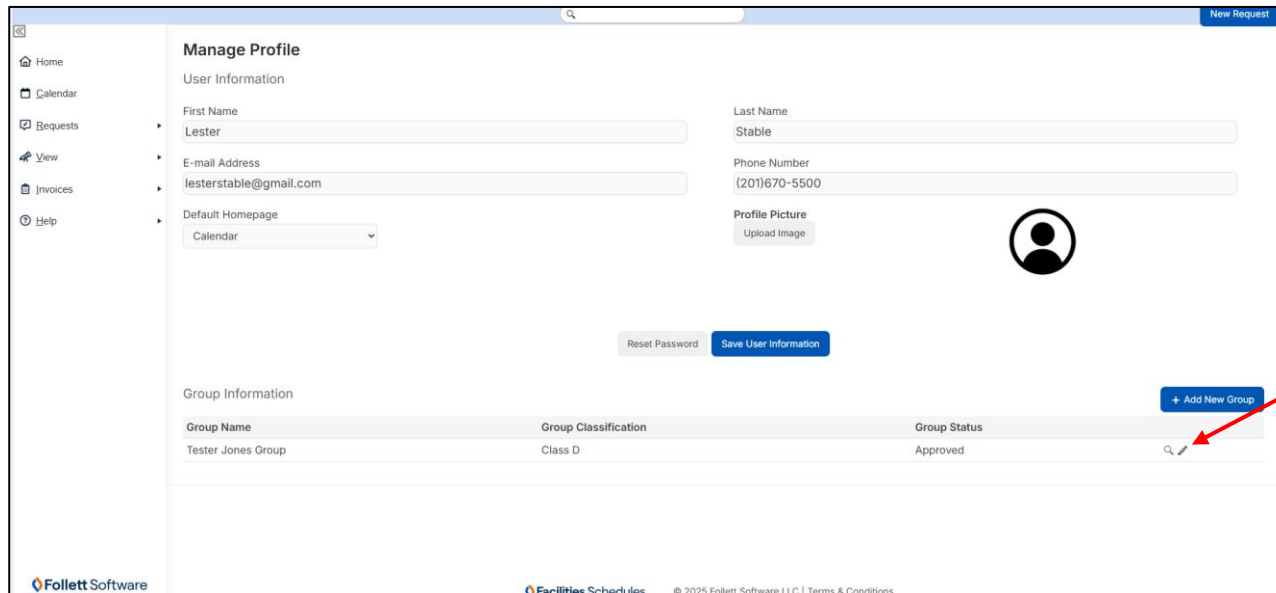 New Request
Manage Profile
Home
User Information
Calendar
First Name
Last Name
Requests
Lester
Stable
View
E-mail Address
Phone Number
Invoices
lesterstable@gmail.com
(201)670-5500
Help
Default Homepage
Profile Picture
Calendar
Upload Image
Reset Password
Save User Information
Group Information
+ Add New Group
Group Name Group Classification Group Status
Tester Jones Group Class D Approved
Follett Software
Facilities Schedules © 2025 Follett Software LLC | Terms & Conditions